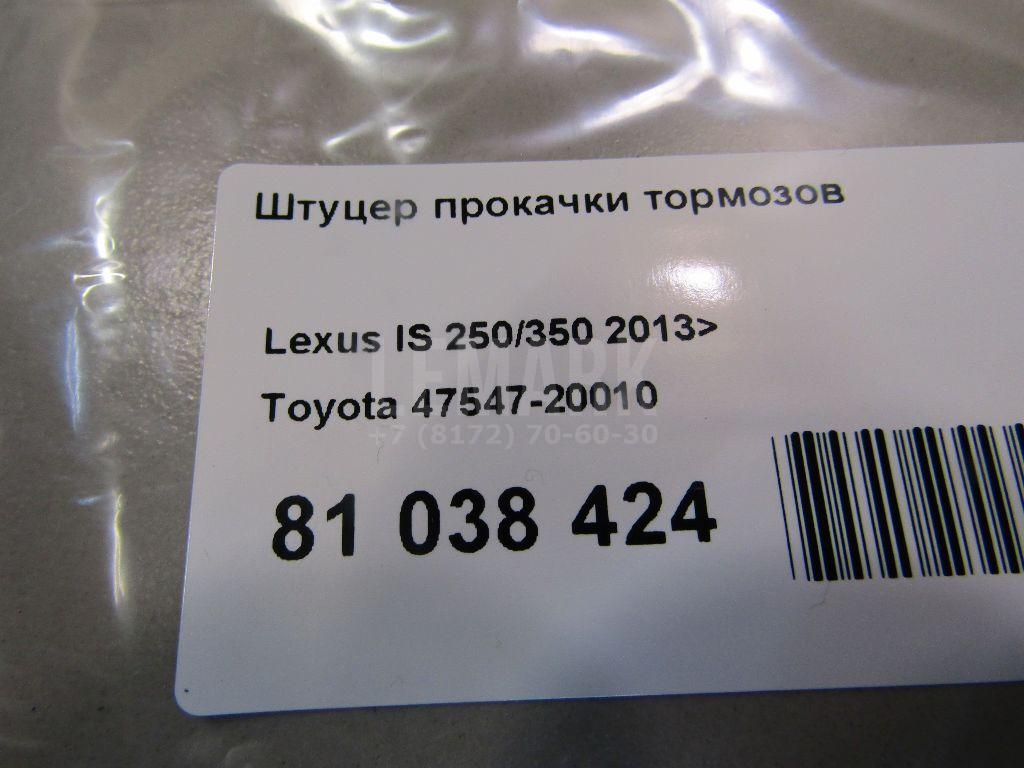 Штуцер прокачки тормозов
Lexus IS 250/350 2013>
LEMARK
Toyota 47547-20010
+7 (8172) 70-60-30
81 038 424